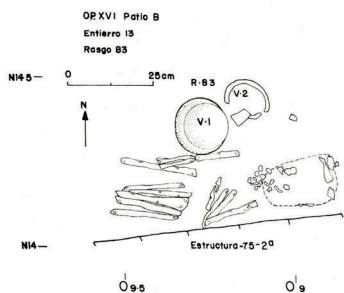 OP. XVI Patio B
Entierro 13
Rasgo 83
N14.5
0 25cm
R-83
V-2
N
V-1
N14
Estructura-75-2ª
O9.5 O9